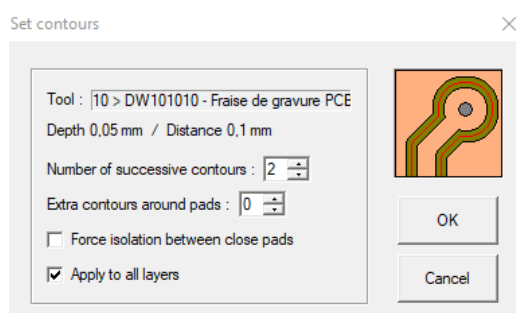 Set contours
Tool : 10 > DW101010 - Fraise de gravure PCB
Depth 0,05 mm / Distance 0,1 mm
Number of successive contours : 2
Extra contours around pads : 0
Force isolation between close pads
Apply to all layers
OK
Cancel